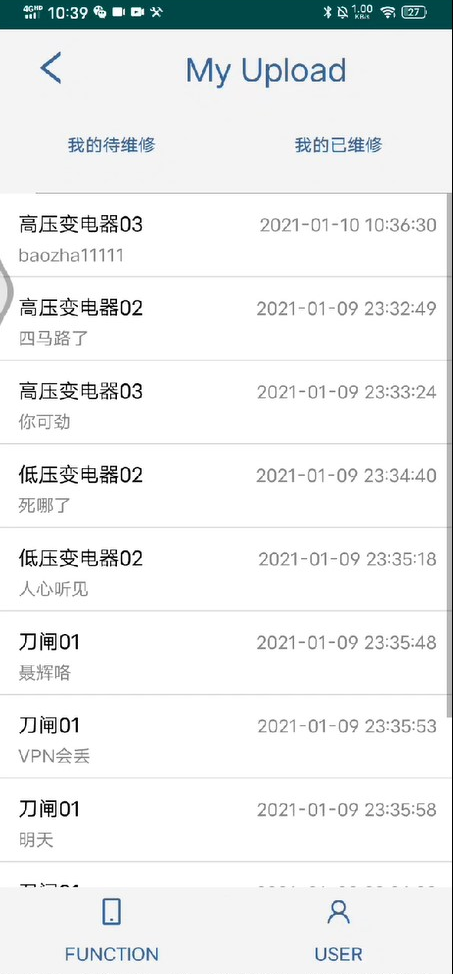 4GHD 10:39 1.00 KB/s 27
My Upload
我的待维修 我的已维修
高压变电器03 2021-01-10 10:36:30
baozha11111
高压变电器02 2021-01-09 23:32:49
四马路了
高压变电器03 2021-01-09 23:33:24
你可劲
低压变电器02 2021-01-09 23:34:40
死哪了
低压变电器02 2021-01-09 23:35:18
人心听见
刀闸01 2021-01-09 23:35:48
聂辉咯
刀闸01 2021-01-09 23:35:53
VPN会丢
刀闸01 2021-01-09 23:35:58
明天
FUNCTION USER